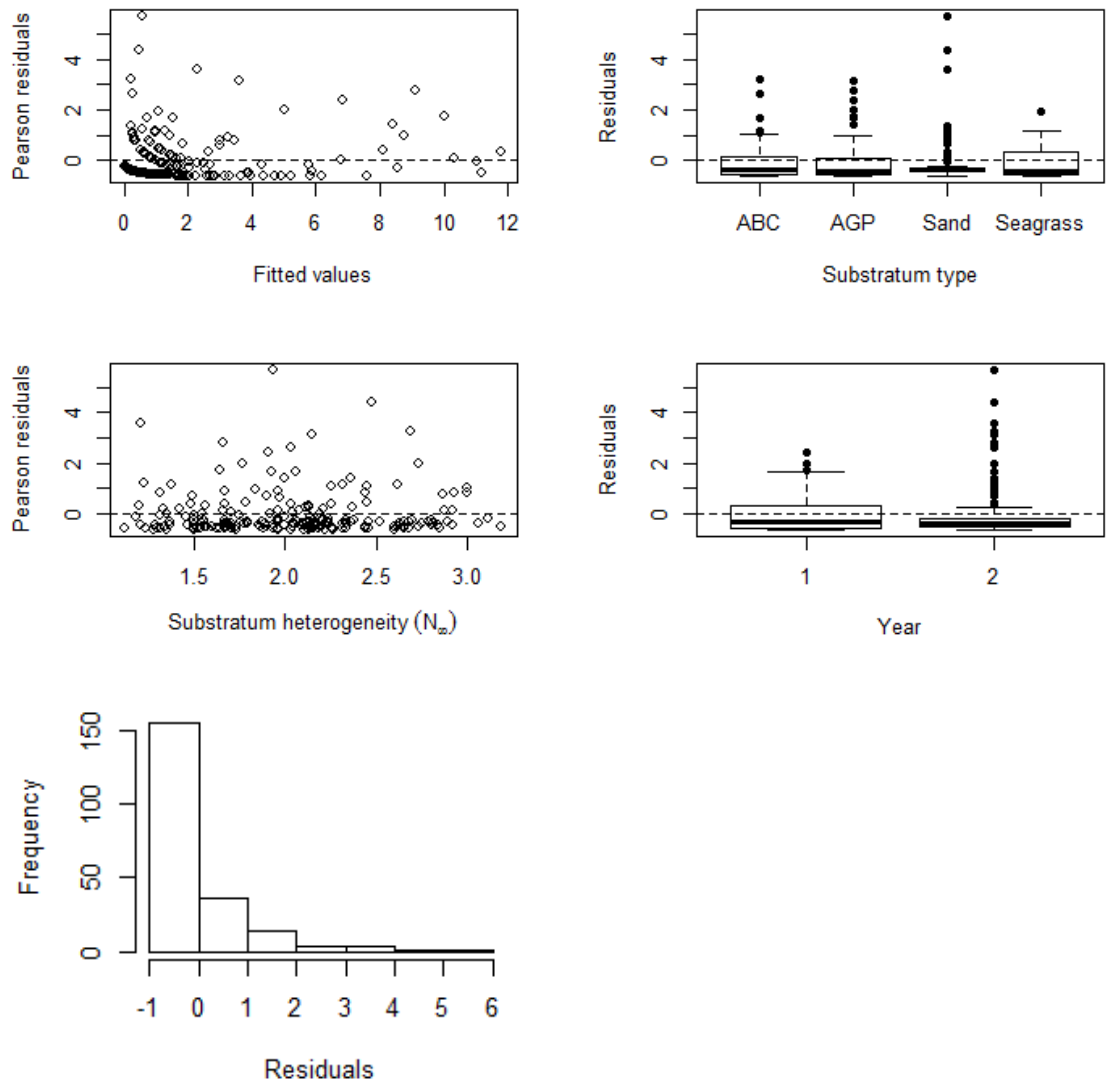 Pearson residuals
4
2
0
0 2 4 6 8 10 12
Fitted values
Residuals
4
2
0
ABC AGP Sand Seagrass
Substratum type
Pearson residuals
4
2
0
1.5 2.0 2.5 3.0
Substratum heterogeneity (N∞)
Residuals
4
2
0
1 2
Year
Frequency
150
100
50
0
-1 0 1 2 3 4 5 6
Residuals